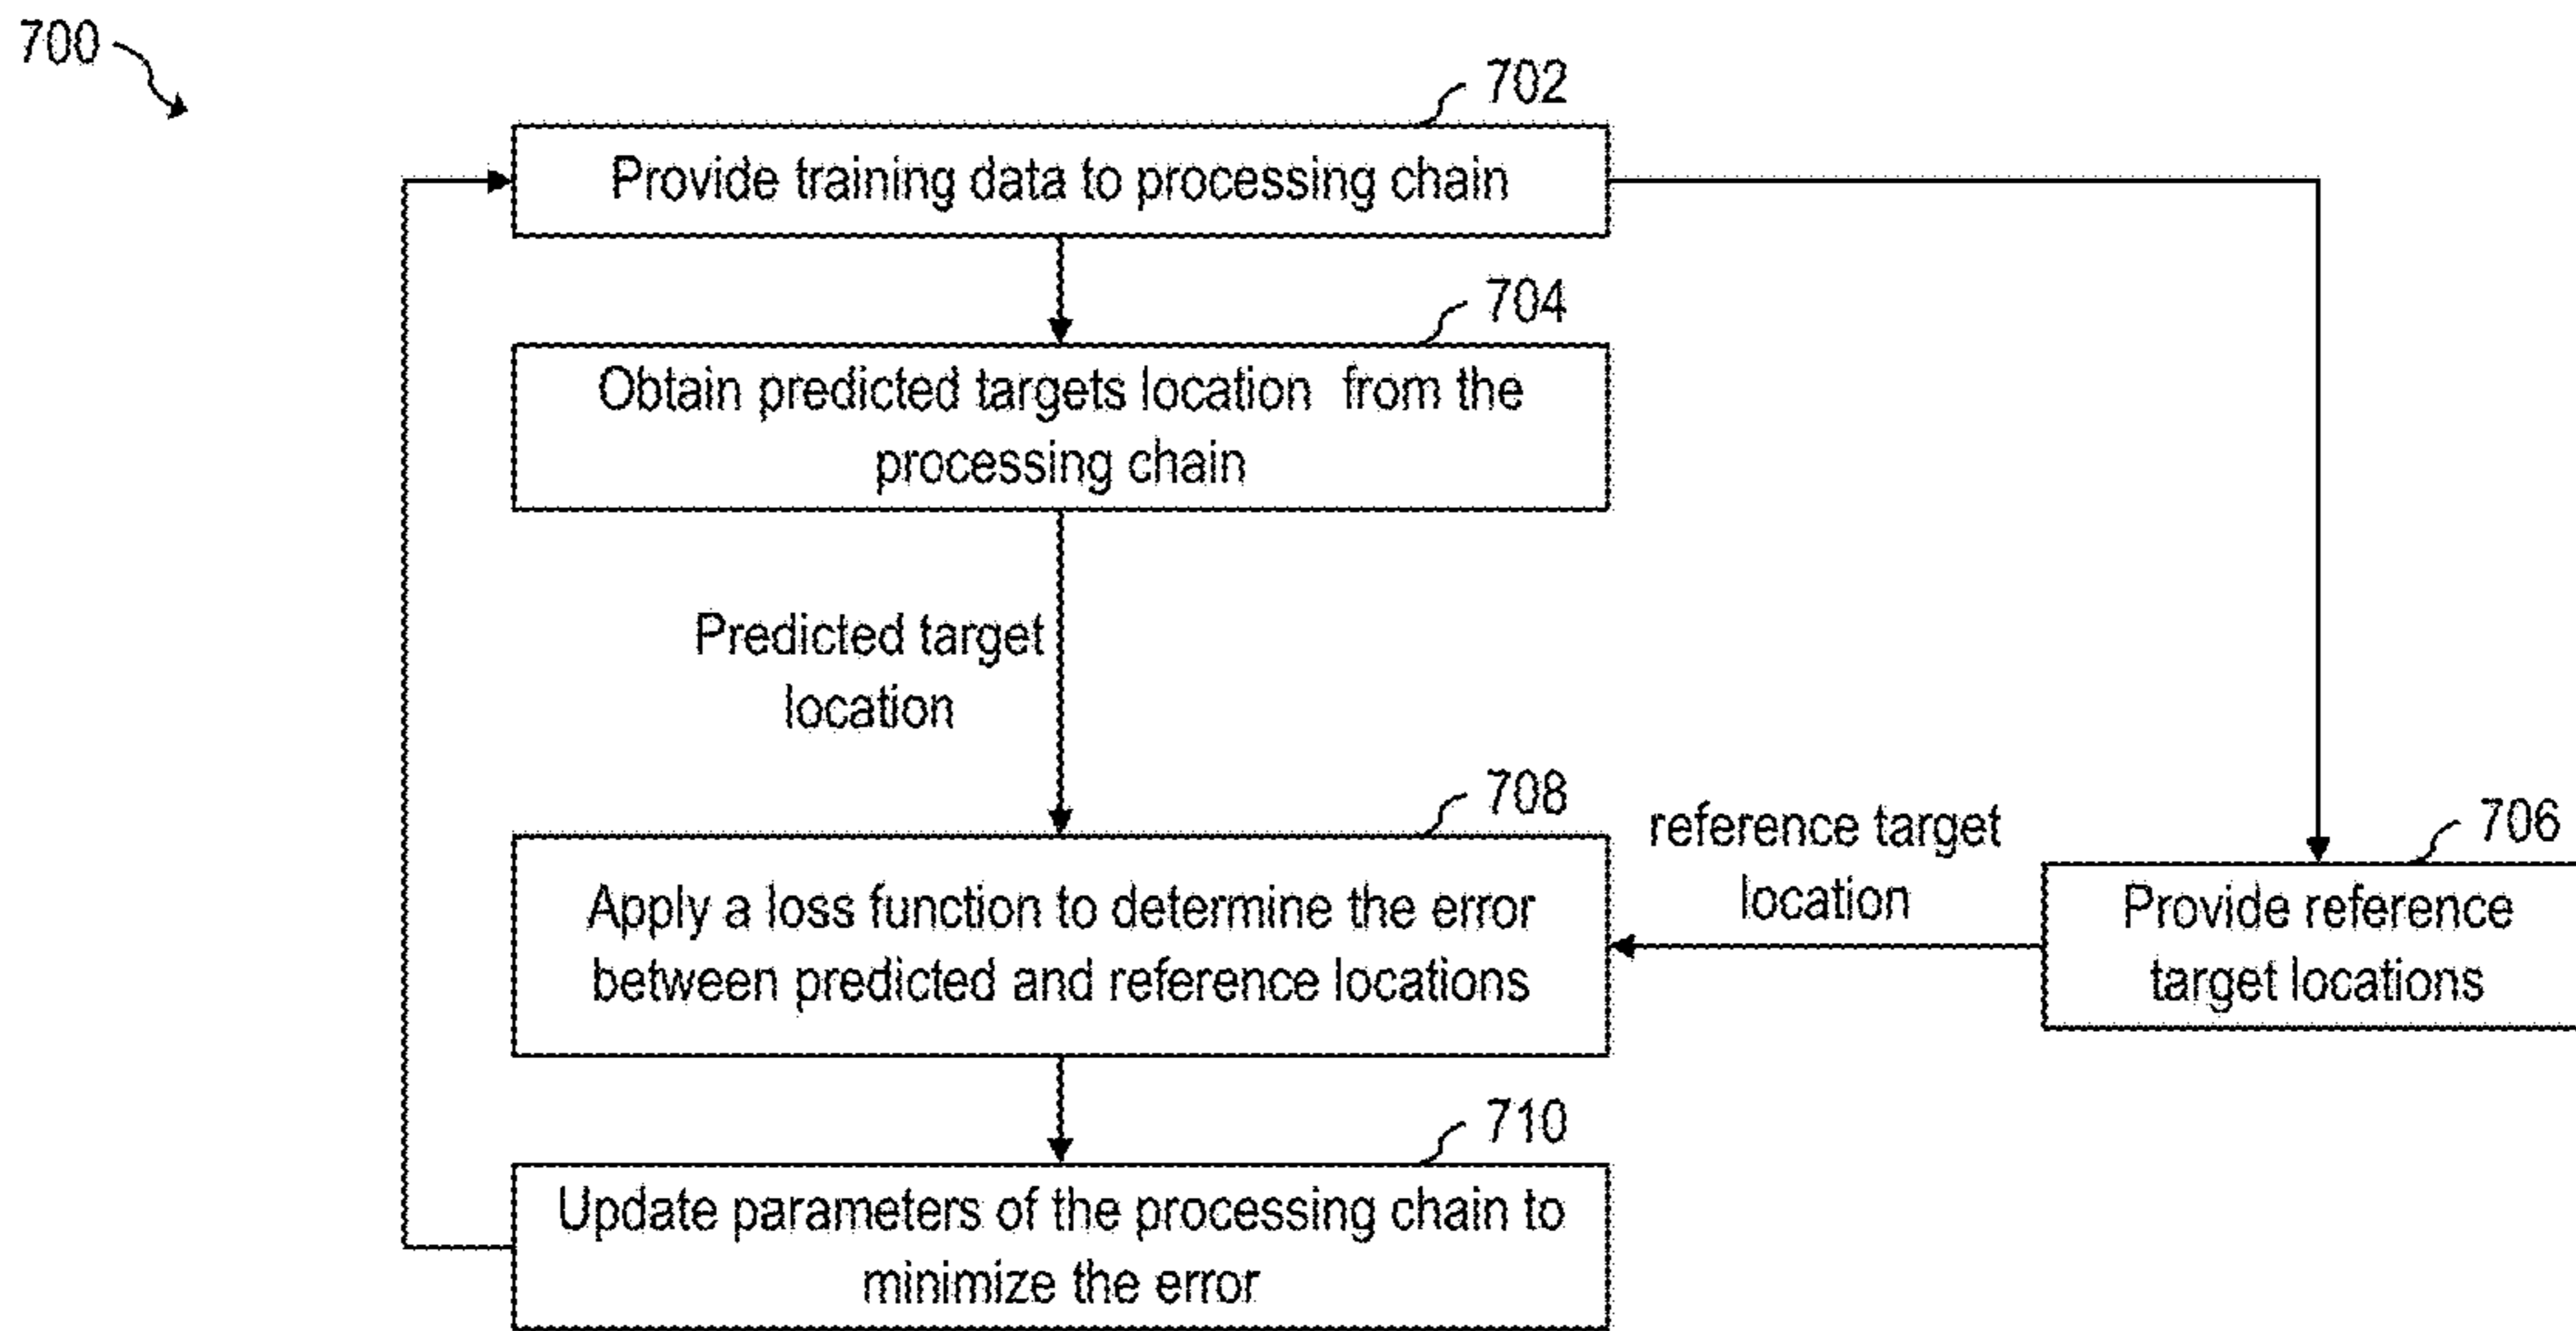 700
702
Provide training data to processing chain
704
Obtain predicted targets location from the
processing chain
Predicted target
location
708
Apply a loss function to determine the error
between predicted and reference locations
reference target
location
706
Provide reference
target locations
710
Update parameters of the processing chain to
minimize the error